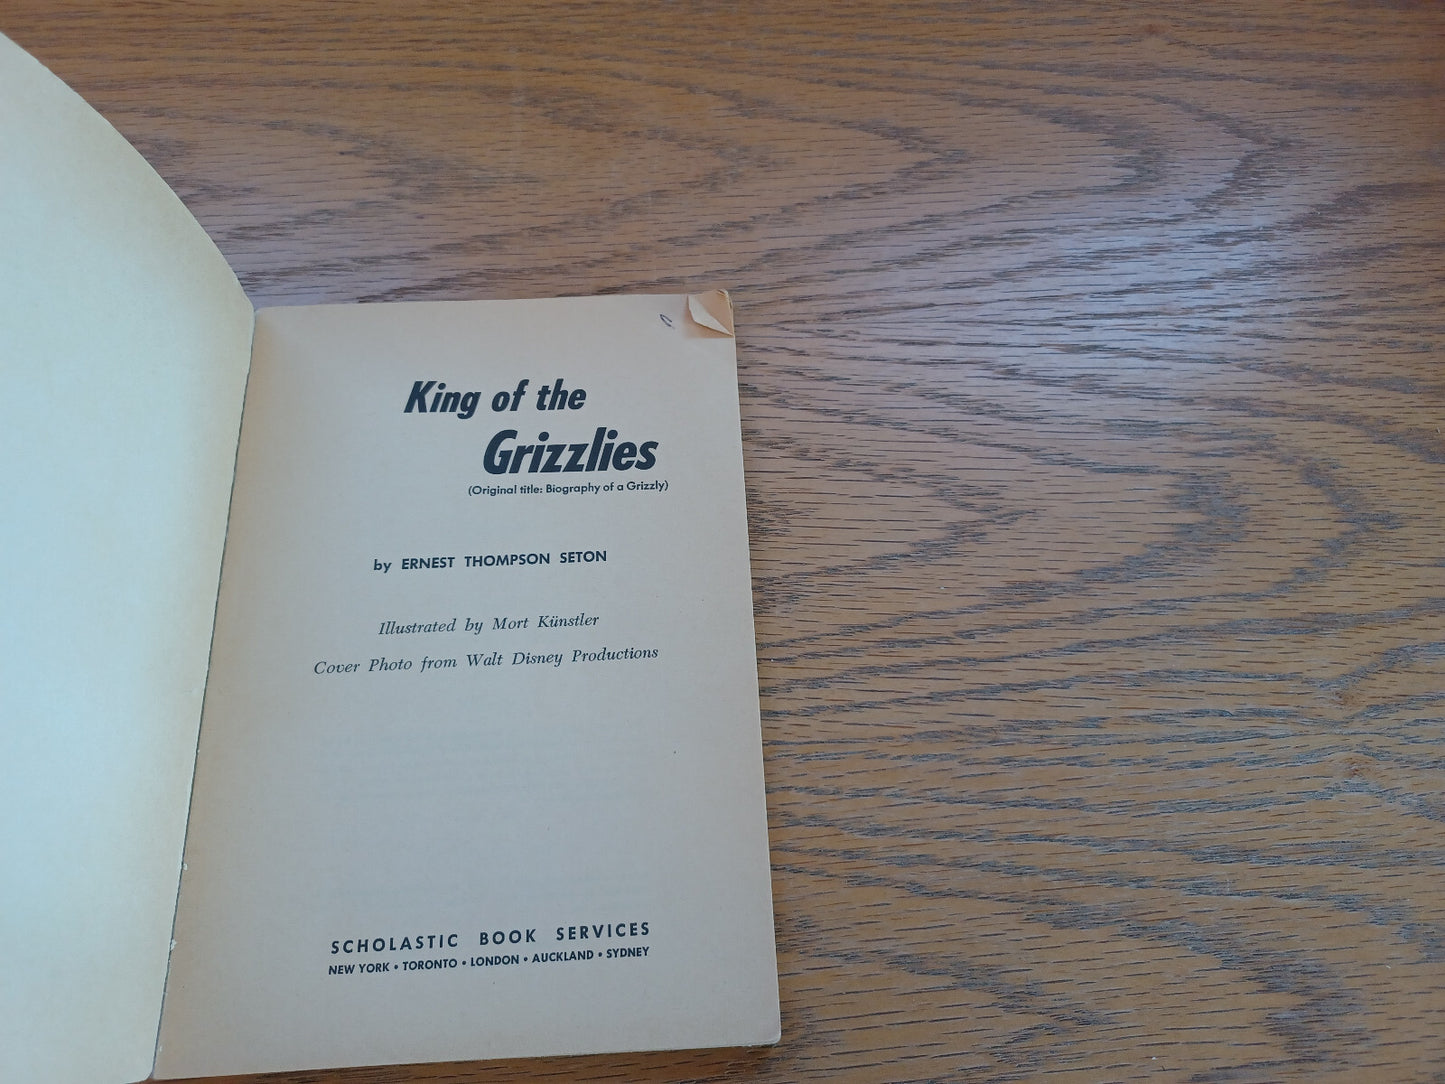 King of the
Grizzlies
(Original title: Biography of a Grizzly)
by ERNEST THOMPSON SETON
Illustrated by Mort Künstler
Cover Photo from Walt Disney Productions
SCHOLASTIC BOOK SERVICES
NEW YORK • TORONTO • LONDON • AUCKLAND • SYDNEY